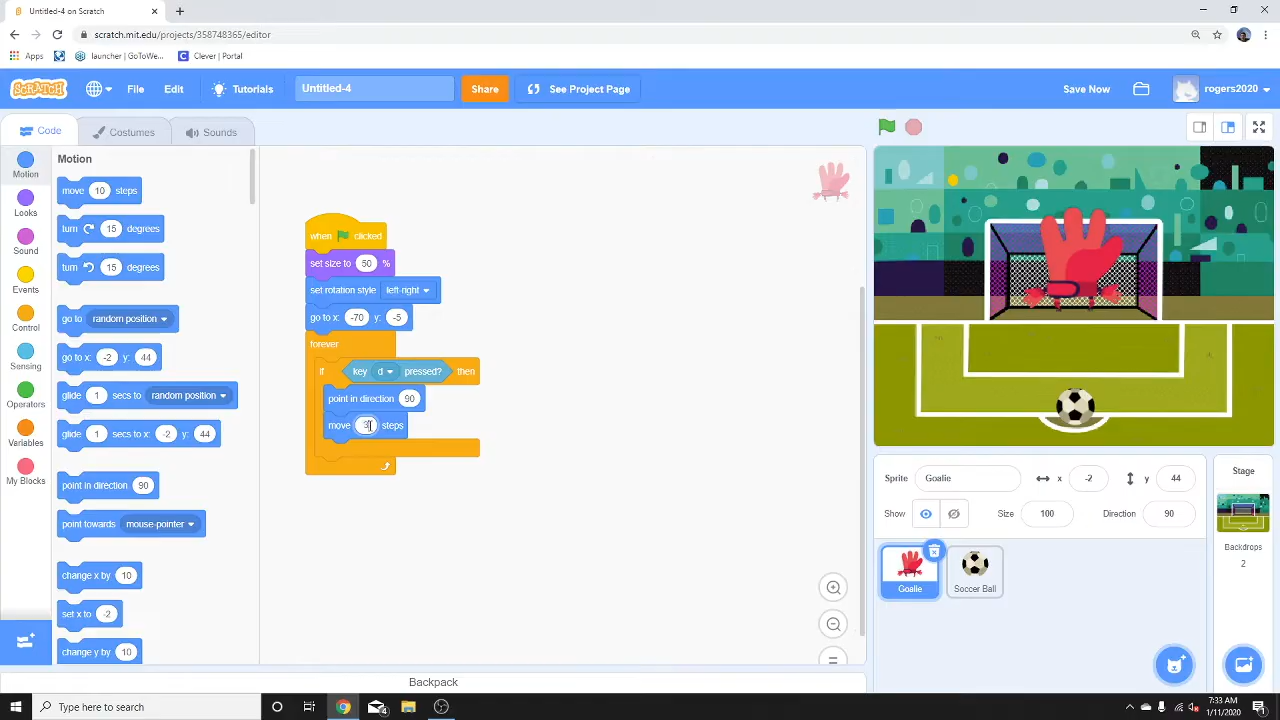 Untitled-4 on Scratch
scratch.mit.edu/projects/358748365/editor
Apps
launcher | GoToWe...
Clever | Portal
SCRATCH
File
Edit
Tutorials
Untitled-4
Share
See Project Page
Save Now
rogers2020
Code
Costumes
Sounds
Motion
Looks
Sound
Events
Control
Sensing
Operators
Variables
My Blocks
Motion
move 10 steps
turn 15 degrees
turn 15 degrees
go to random position
go to x: -2 y: 44
glide 1 secs to random position
glide 1 secs to x: -2 y: 44
point in direction 90
point towards mouse-pointer
change x by 10
set x to -2
change y by 10
when clicked
set size to 50 %
set rotation style left-right
go to x: -70 y: -5
forever
if key d pressed? then
point in direction 90
move 3 steps
Sprite Goalie x -2 y 44
Show Size 100 Direction 90
Goalie
Soccer Ball
Stage
Backdrops
2
Backpack
Type here to search
4
7:33 AM
1/11/2020
1